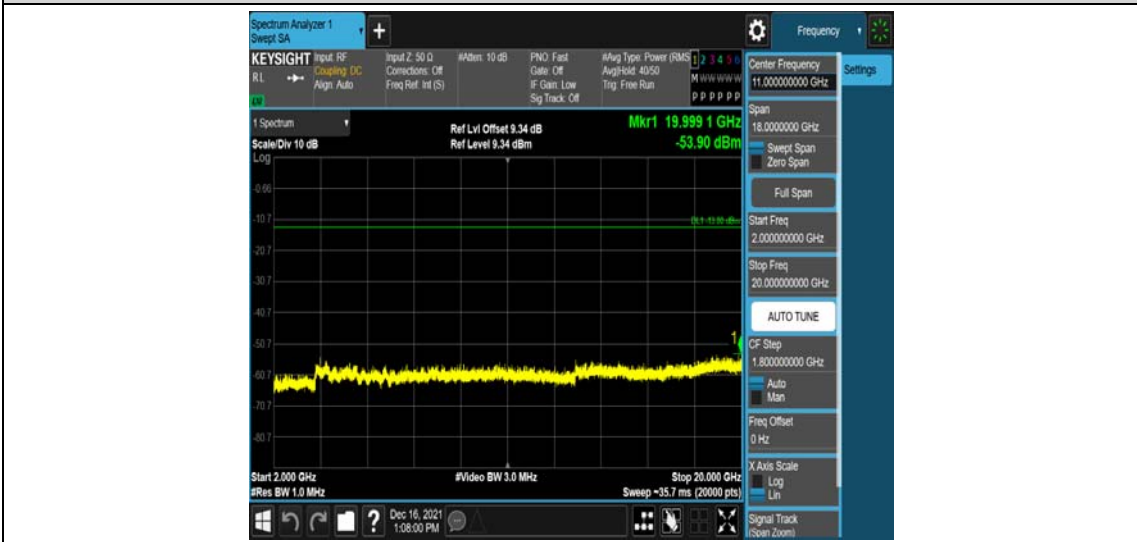 Spectrum Analyzer 1
Swept SA
+
Frequency
KEYSIGHT
RL
Input: RF
Coupling: DC
Align: Auto
Input Z: 50 Ω
Corrections: Off
Freq Ref: Int (S)
#Atten: 10 dB
PNO: Fast
Gate: Off
IF Gain: Low
Sig Track: Off
#Avg Type: Power (RMS
Avg|Hold: 40/50
Trig: Free Run
1 2 3 4 5 6
M W W W W W
P P P P P P
1 Spectrum
Scale/Div 10 dB
Log
Ref Lvl Offset 9.34 dB
Ref Level 9.34 dBm
Mkr1 19.999 1 GHz
-53.90 dBm
-0.66
-10.7
DL1 -13.00 dBm
-20.7
-30.7
-40.7
-50.7
1
-60.7
-70.7
-80.7
Start 2.000 GHz
#Res BW 1.0 MHz
#Video BW 3.0 MHz
Stop 20.000 GHz
Sweep ~35.7 ms (20000 pts)
?
Dec 16, 2021
1:08:00 PM
Center Frequency
11.000000000 GHz
Settings
Span
18.0000000 GHz
Swept Span
Zero Span
Full Span
Start Freq
2.000000000 GHz
Stop Freq
20.000000000 GHz
AUTO TUNE
CF Step
1.800000000 GHz
Auto
Man
Freq Offset
0 Hz
X Axis Scale
Log
Lin
Signal Track
(Span Zoom)